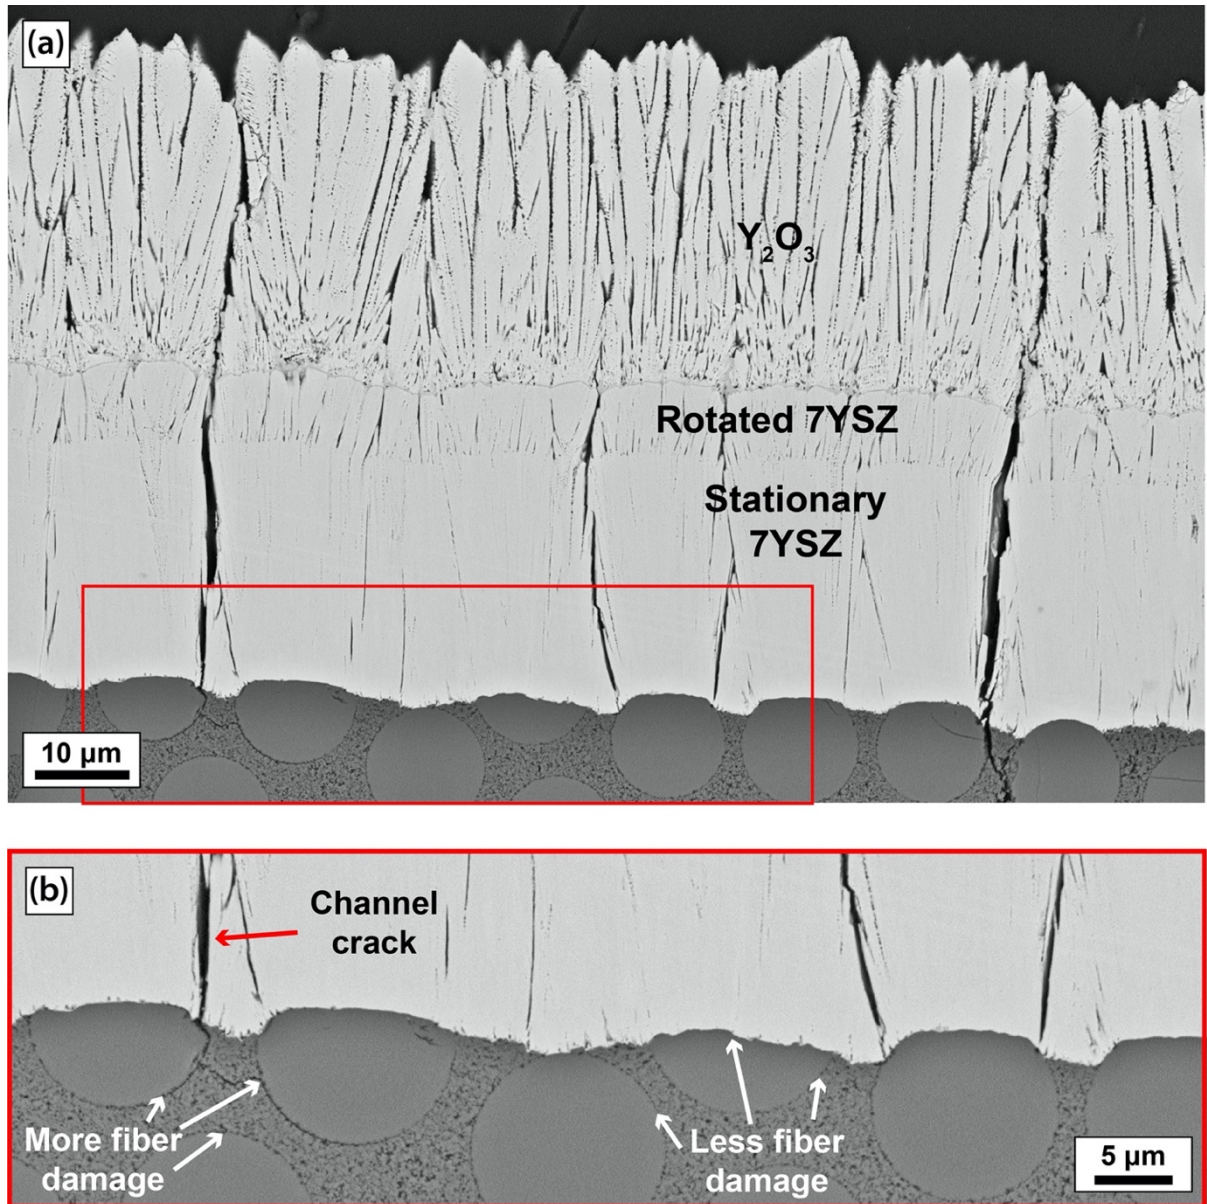 (a)
Y₂O₃
Rotated 7YSZ
Stationary
7YSZ
10 µm
(b)
Channel
crack
More fiber
damage
Less fiber
damage
5 µm